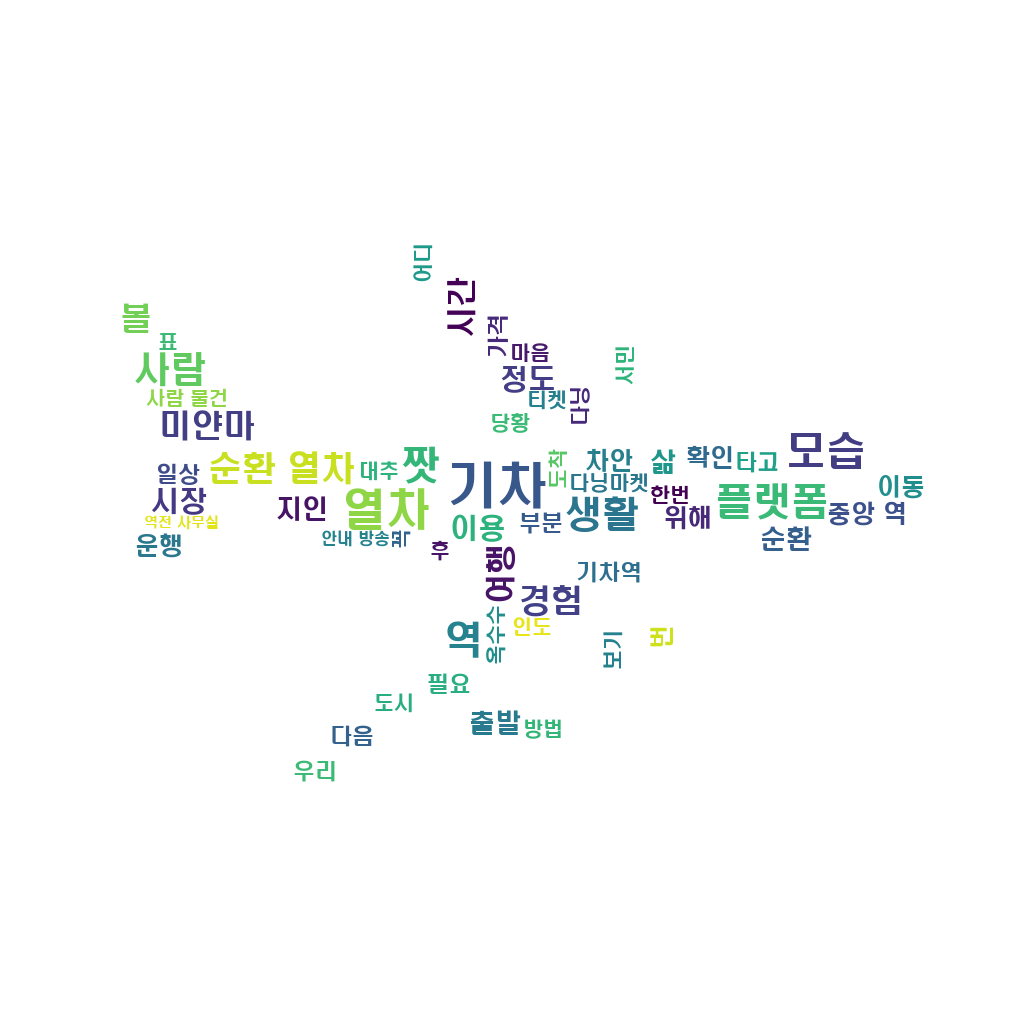 어디
시간
볼
가격
표
마음
서민
사람
정도
사람 물건
티켓
다닝
미얀마
당황
모습
순환 열차
대추
짯
도착
차안
삶
확인
타고
일상
기차
다닝마켓
이동
시장
지인
열차
생활
한번
플랫폼
역전 사무실
이용
부분
위해
중앙 역
운행
안내 방송
후
순환
여행
기차역
경험
역
옥수수
인도
보기
번
필요
도시
출발
방법
다음
우리